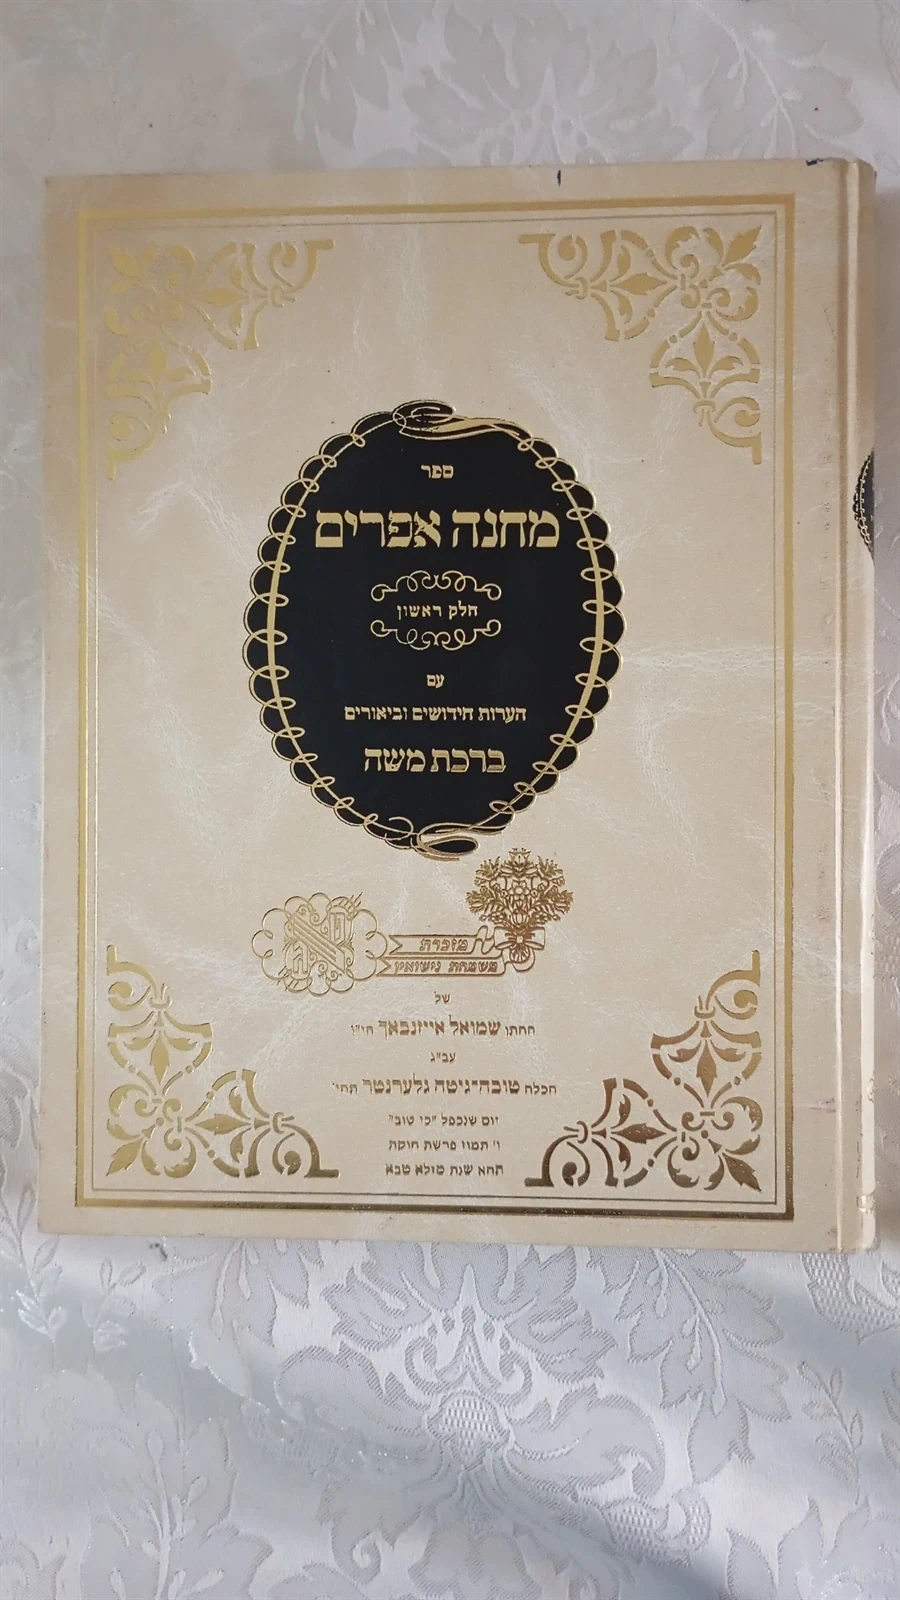 ספר
מחנה אפרים
חלק ראשון
עם
הערות חידושים וביאורים
ברכת משה
מזכרת
משמחת נישואין
של
החתן שמואל אייזנבאך הי"ו
עב"ג
הכלה טובה־גיטה גלערנטר תחי'
יום שנכפל "כי טוב"
ו' תמוז פרשת חוקת
תהא שנת מזלא טבא